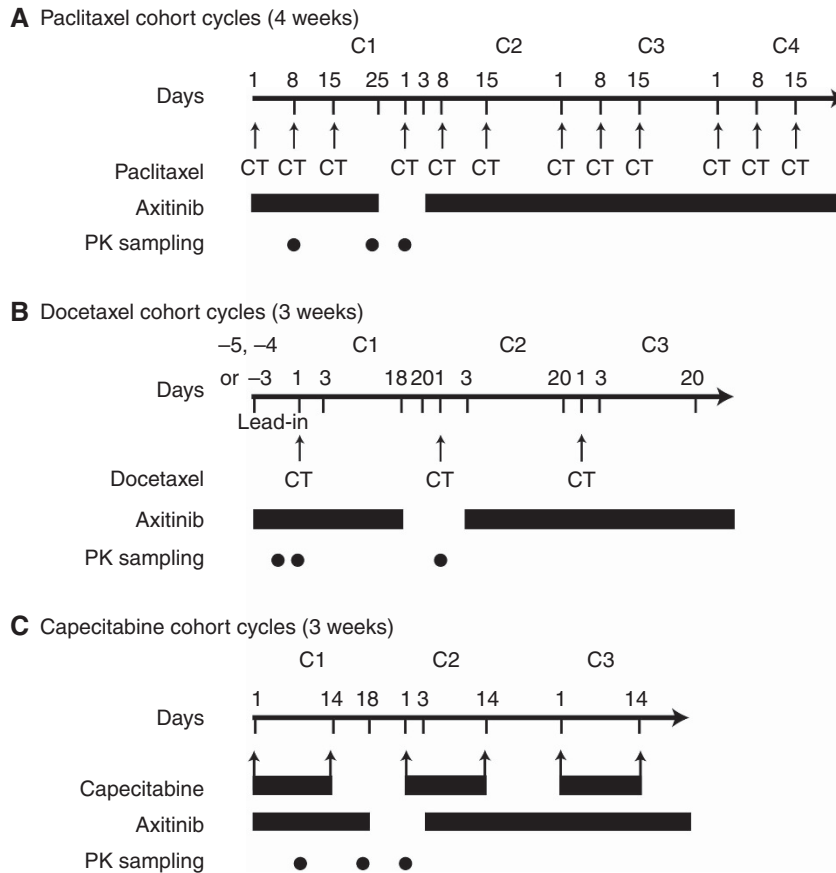 A Paclitaxel cohort cycles (4 weeks)
C1 C2 C3 C4
Days 1 8 15 25 1 3 8 15 1 8 15 1 8 15
Paclitaxel CT CT CT CT CT CT CT CT CT CT CT CT
Axitinib
PK sampling
B Docetaxel cohort cycles (3 weeks)
–5, –4 C1 C2 C3
Days or –3 1 3 18 20 1 3 20 1 3 20
Lead-in
Docetaxel CT CT CT
Axitinib
PK sampling
C Capecitabine cohort cycles (3 weeks)
C1 C2 C3
Days 1 14 18 1 3 14 1 14
Capecitabine
Axitinib
PK sampling